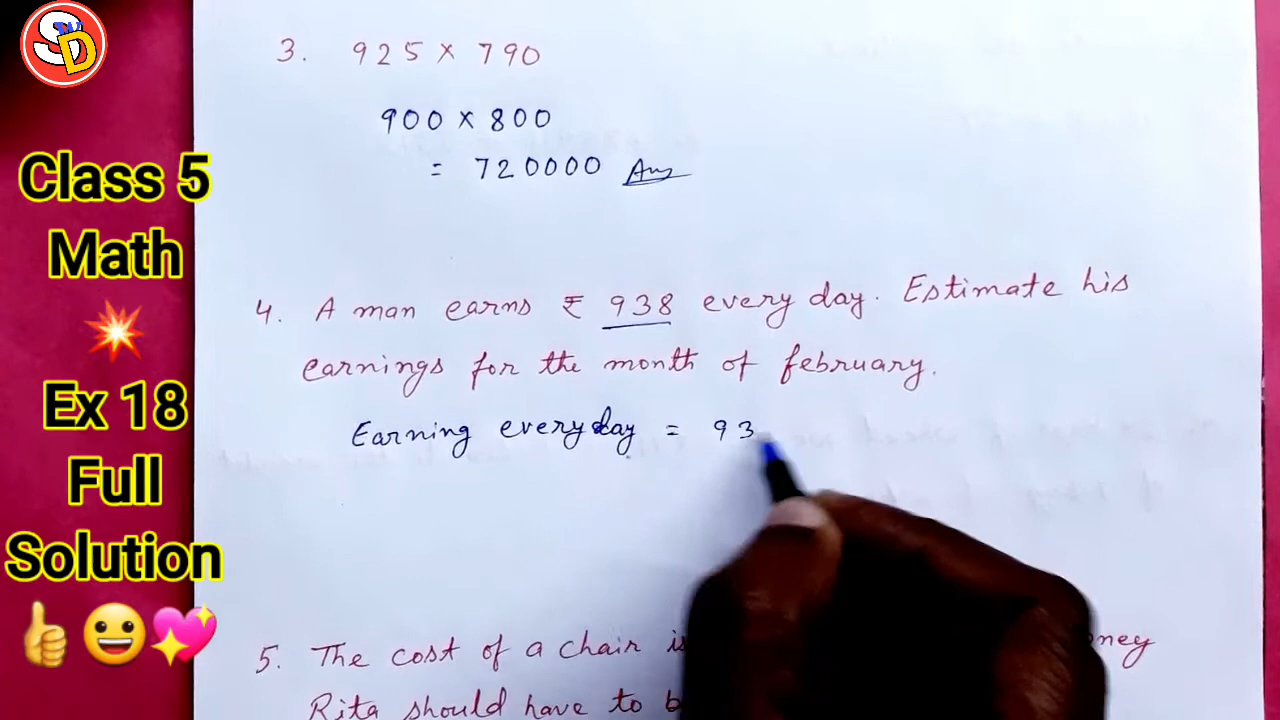 SD
Class 5
Math
Ex 18
Full
Solution
3. 925 × 790
900 × 800
= 720000 Ans
4. A man earns ₹ 938 every day. Estimate his
earnings for the month of february.
Earning everyday = 93
5. The cost of a chair is
Rita should have to b